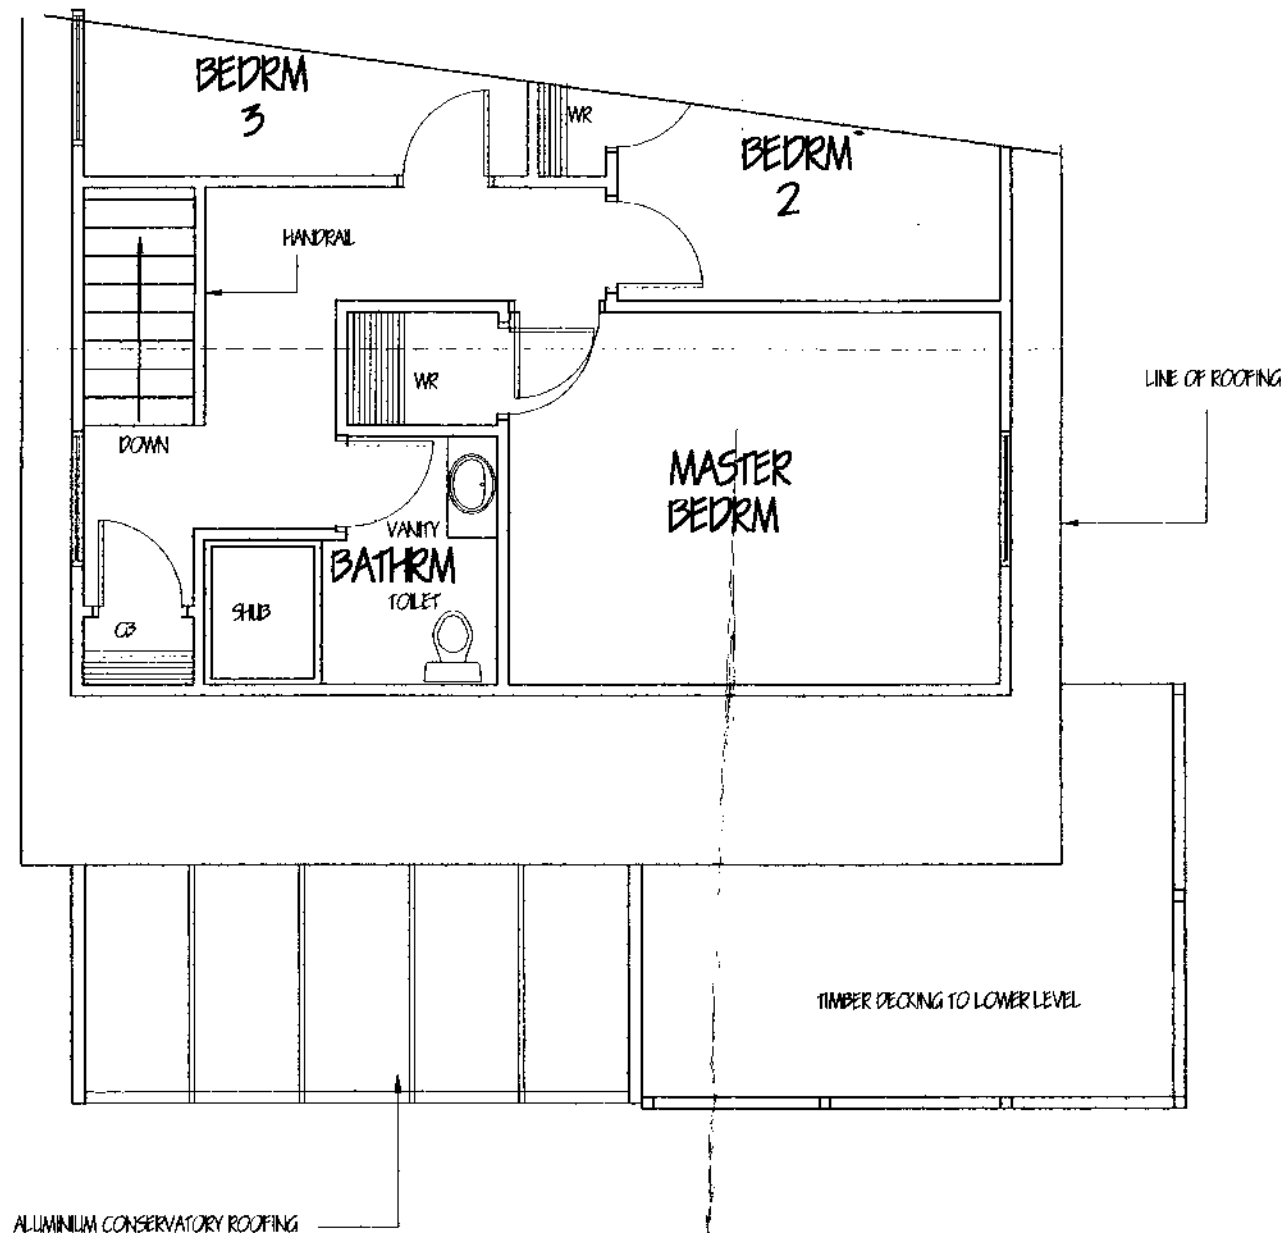 BEDRM
3
WR
BEDRM
2
HANDRAIL
LINE OF ROOFING
WR
DOWN
MASTER
BEDRM
VANITY
BATHRM
TOILET
SHUB
CB
TIMBER DECKING TO LOWER LEVEL
ALUMINIUM CONSERVATORY ROOFING